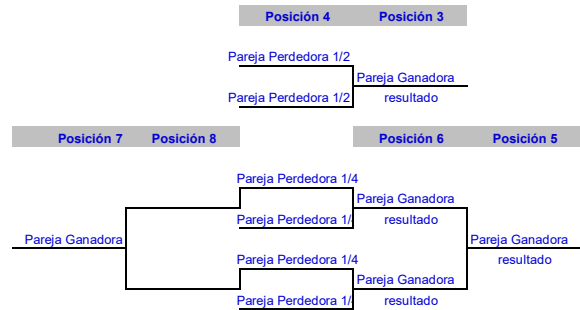 Posición 4 Posición 3
Pareja Perdedora 1/2
Pareja Ganadora
Pareja Perdedora 1/2 resultado
Posición 7 Posición 8 Posición 6 Posición 5
Pareja Perdedora 1/4
Pareja Ganadora
Pareja Perdedora 1/ resultado
Pareja Ganadora Pareja Ganadora
Pareja Perdedora 1/4 resultado
Pareja Ganadora
Pareja Perdedora 1/ resultado